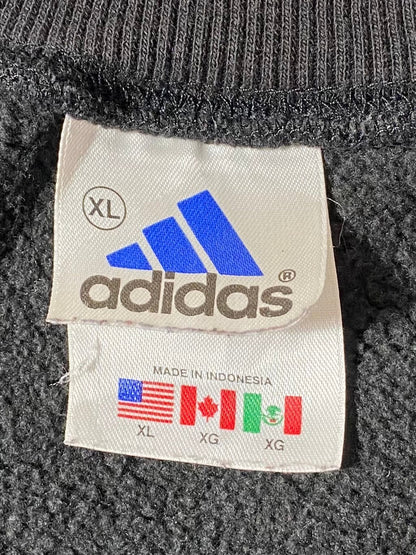 XL
adidas®
MADE IN INDONESIA
XL XG XG